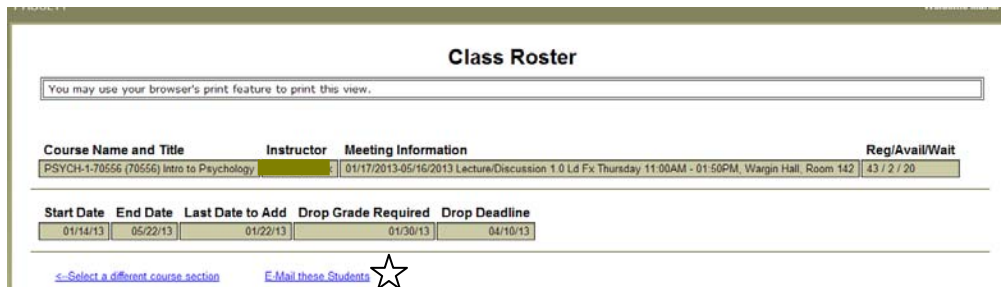 Class Roster
You may use your browser's print feature to print this view.
Course Name and Title Instructor Meeting Information Reg/Avail/Wait
PSYCH-1-70556 (70556) Intro to Psychology 01/17/2013-05/16/2013 Lecture/Discussion 1.0 Ld Fx Thursday 11:00AM - 01:50PM, Wargin Hall, Room 142 43 / 2 / 20
Start Date End Date Last Date to Add Drop Grade Required Drop Deadline
01/14/13 05/22/13 01/22/13 01/30/13 04/10/13
<--Select a different course section E-Mail these Students